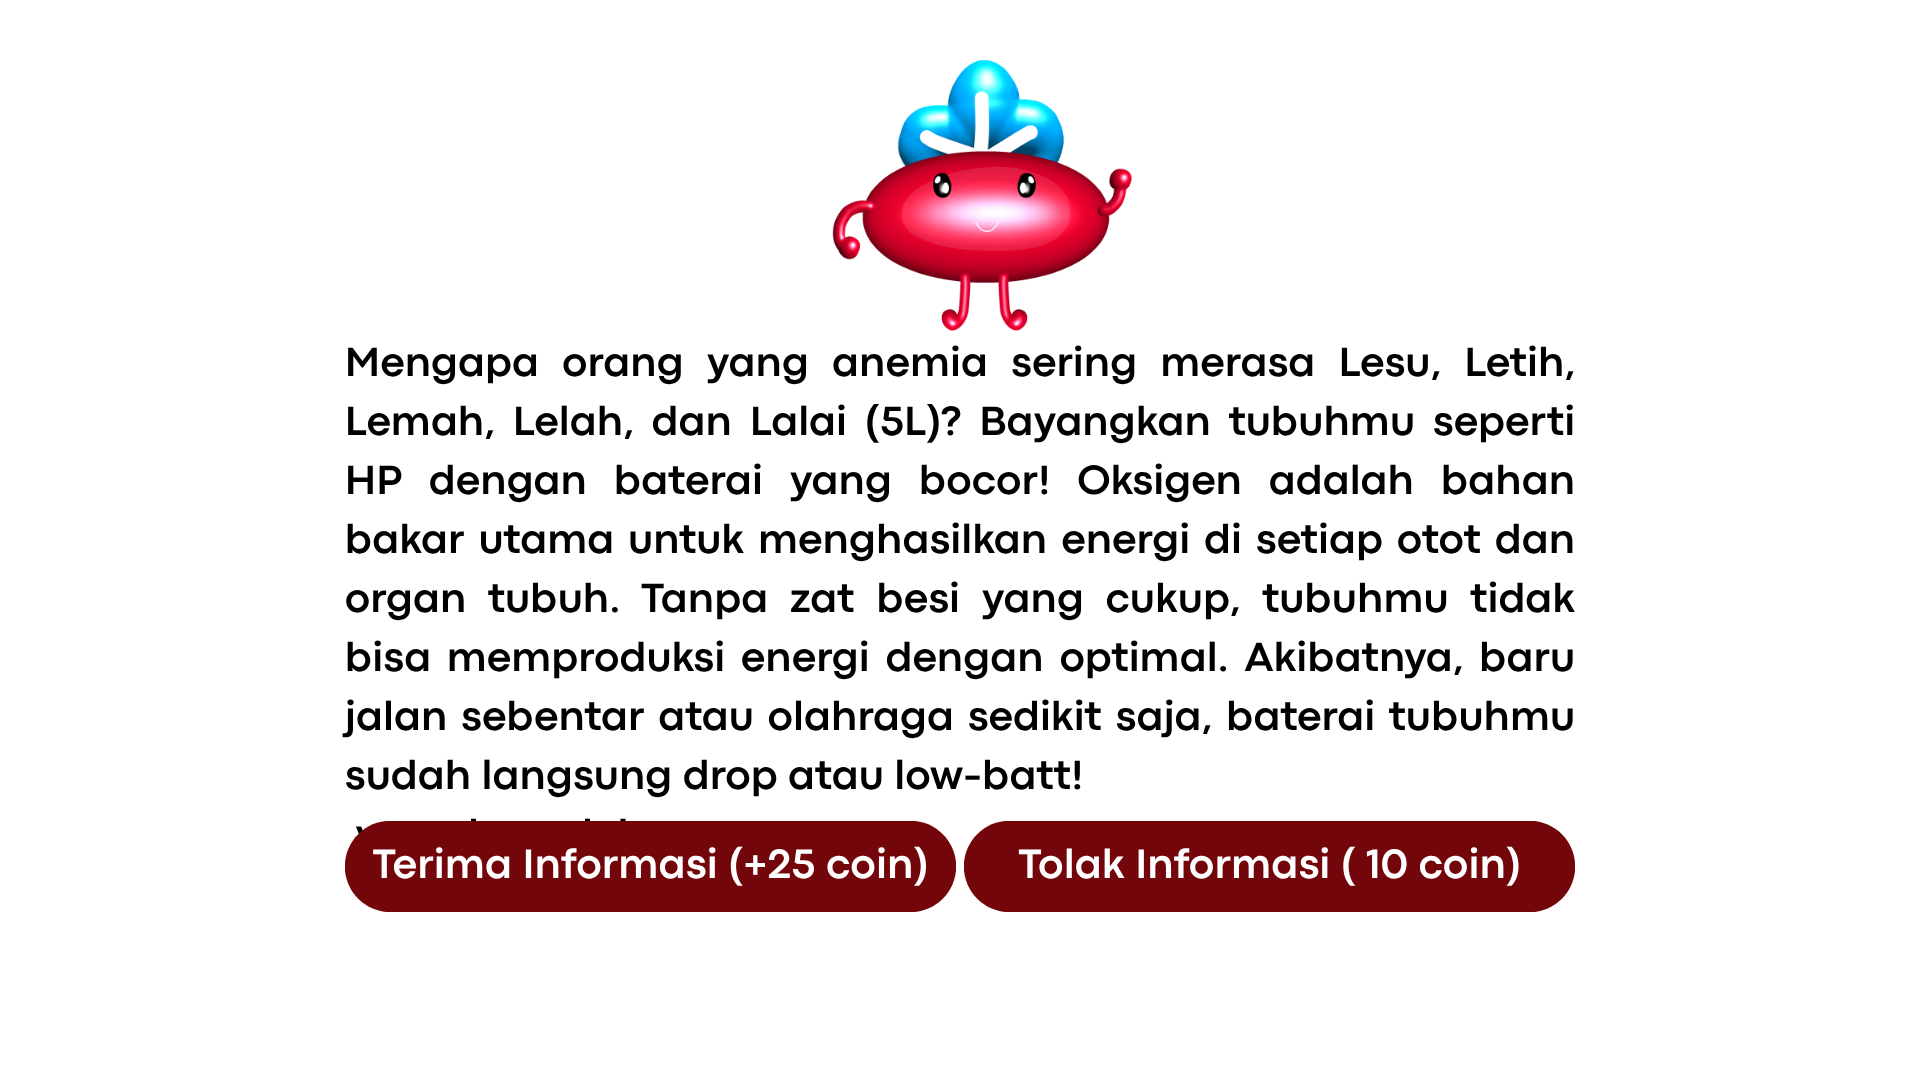 Mengapa orang yang anemia sering merasa Lesu, Letih,
Lemah, Lelah, dan Lalai (5L)? Bayangkan tubuhmu seperti
HP dengan baterai yang bocor! Oksigen adalah bahan
bakar utama untuk menghasilkan energi di setiap otot dan
organ tubuh. Tanpa zat besi yang cukup, tubuhmu tidak
bisa memproduksi energi dengan optimal. Akibatnya, baru
jalan sebentar atau olahraga sedikit saja, baterai tubuhmu
sudah langsung drop atau low-batt!
Terima Informasi (+25 coin)
Tolak Informasi ( 10 coin)